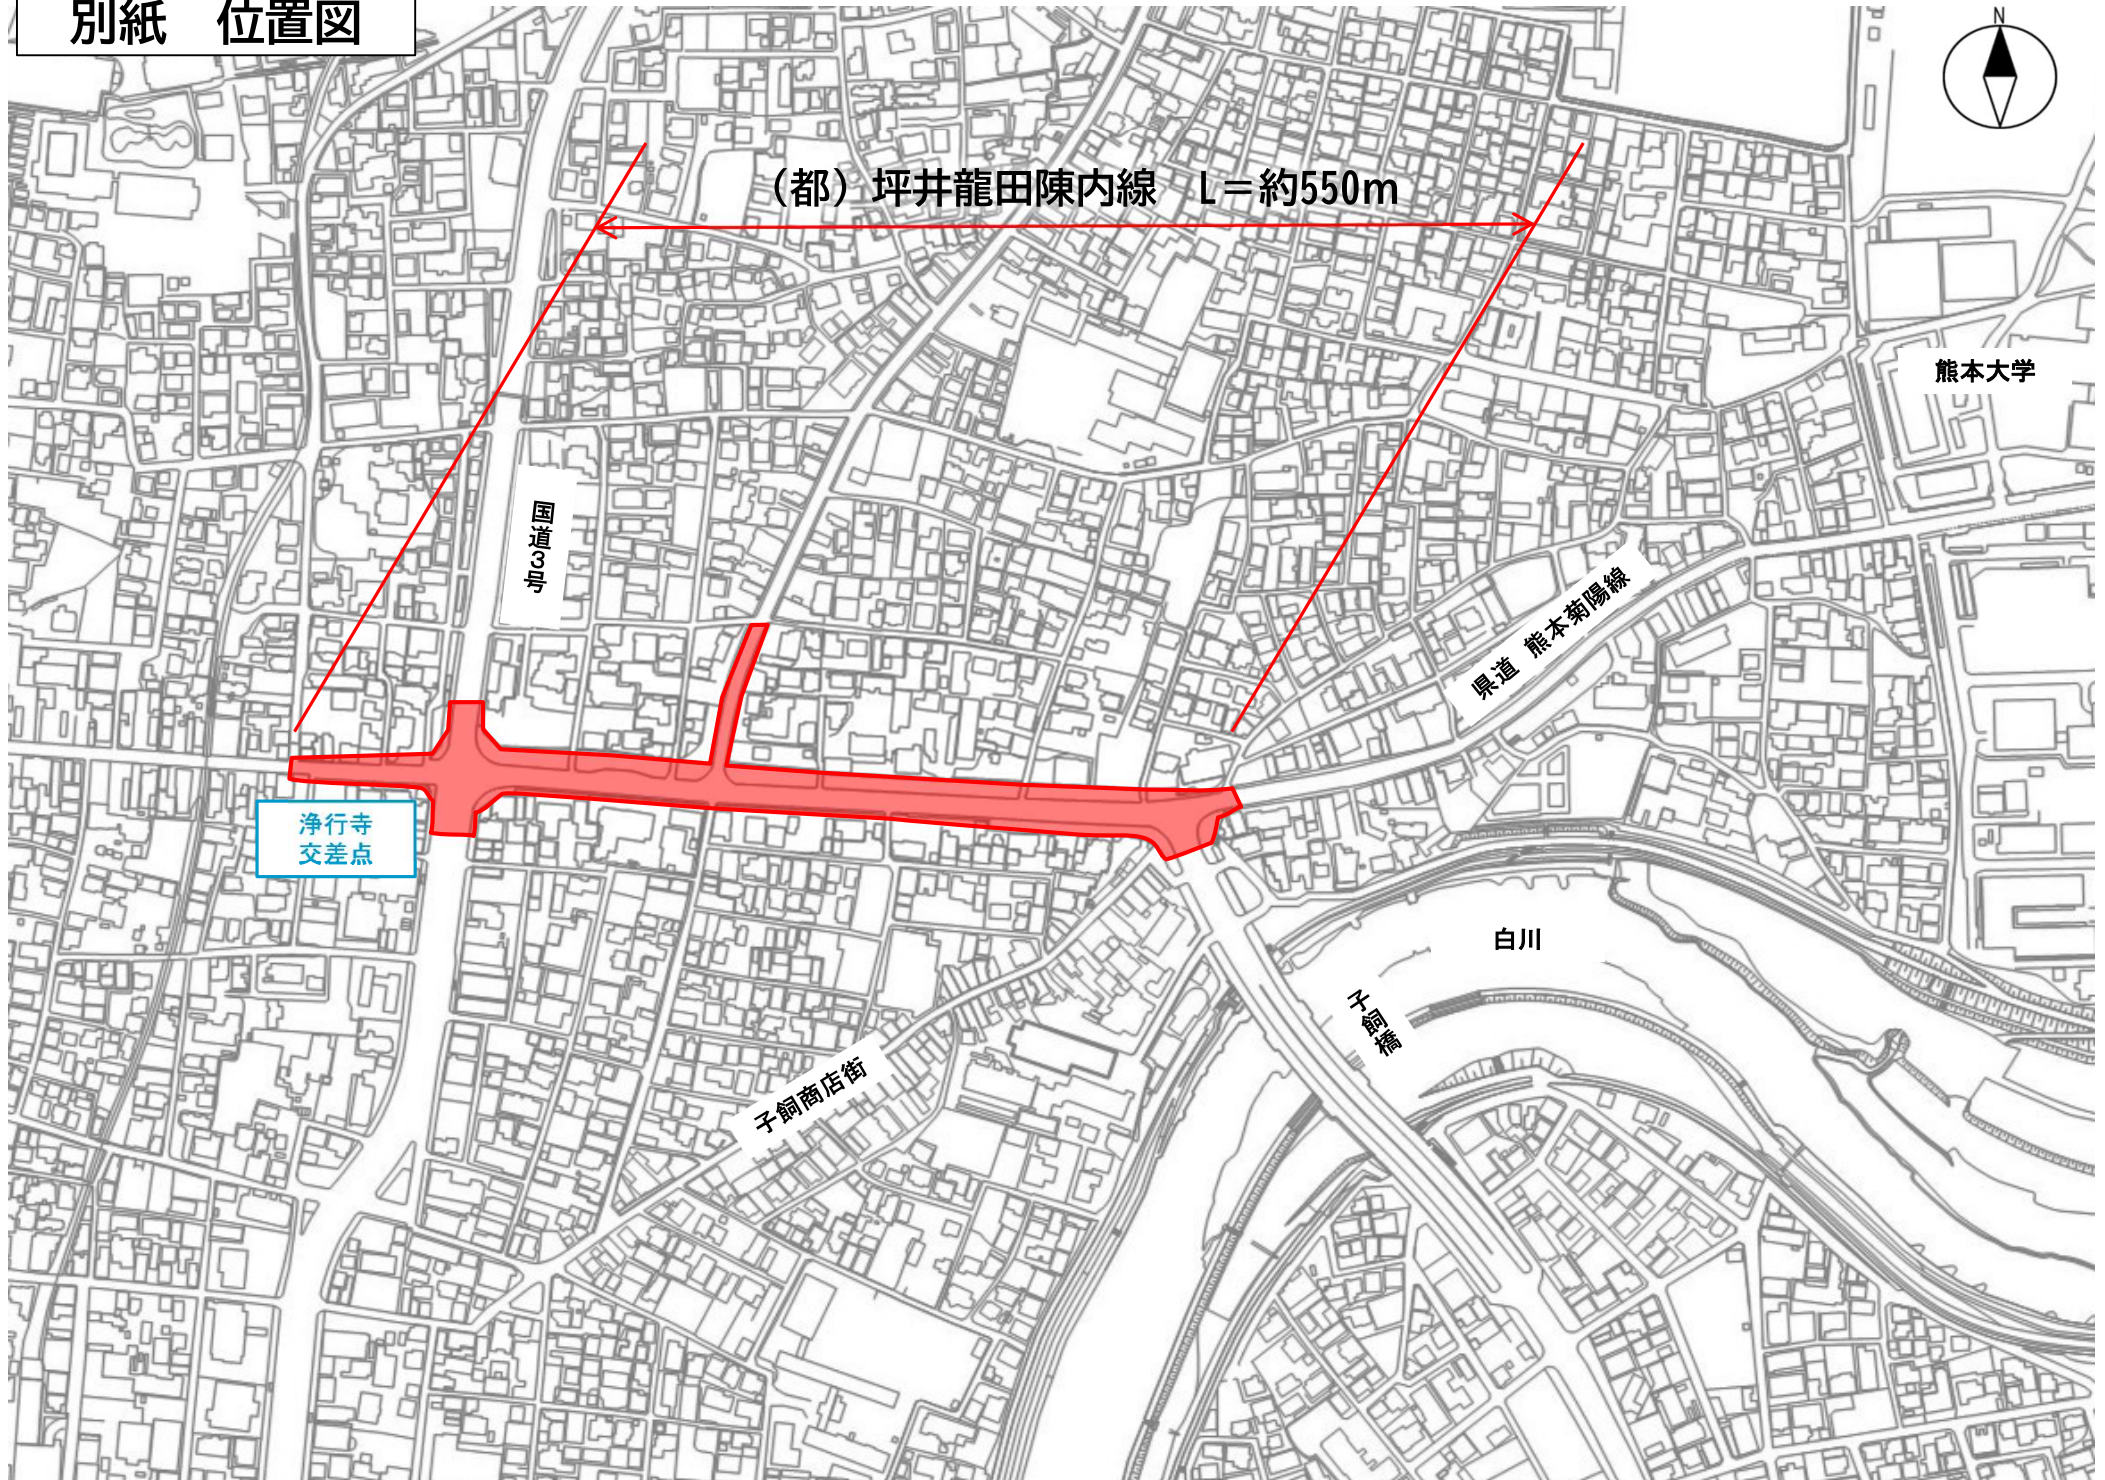 別紙　位置図
N
（都）坪井龍田陳内線　L＝約550m
熊本大学
国道3号
県道 熊本菊陽線
浄行寺
交差点
白川
子飼橋
子飼商店街